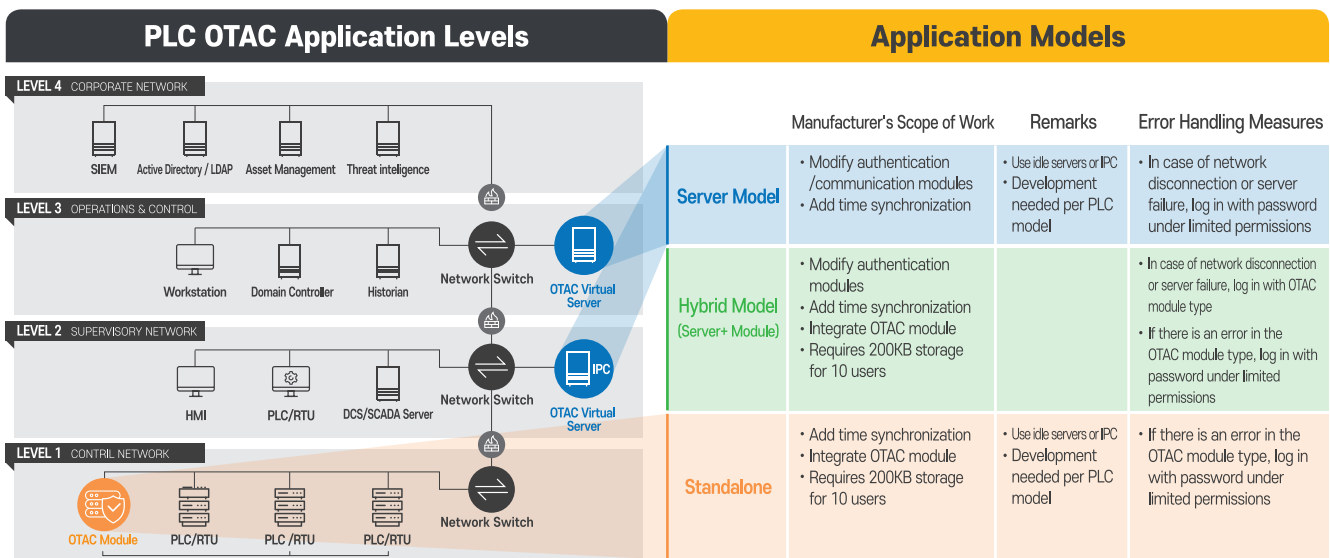 PLC OTAC Application Levels
Application Models
LEVEL 4 CORPORATE NETWORK
SIEM
Active Directory / LDAP
Asset Management
Threat inteligence
LEVEL 3 OPERATIONS & CONTROL
Workstation
Domain Controller
Historian
Network Switch
OTAC Virtual
Server
LEVEL 2 SUPERVISORY NETWORK
HMI
PLC/RTU
DCS/SCADA Server
Network Switch
IPC
OTAC Virtual
Server
LEVEL 1 CONTRIL NETWORK
OTAC Module
PLC/RTU
PLC /RTU
PLC/RTU
Network Switch
Manufacturer's Scope of Work
Remarks
Error Handling Measures
Server Model
• Modify authentication
/communication modules
• Add time synchronization
• Use idle servers or IPC
• Development
needed per PLC
model
• In case of network
disconnection or server
failure, log in with password
under limited permissions
Hybrid Model
(Server+ Module)
• Modify authentication
modules
• Add time synchronization
• Integrate OTAC module
• Requires 200KB storage
for 10 users
• In case of network disconnection
or server failure, log in with OTAC
module type
• If there is an error in the
OTAC module type, log in with
password under limited
permissions
Standalone
• Add time synchronization
• Integrate OTAC module
• Requires 200KB storage
for 10 users
• Use idle servers or IPC
• Development
needed per PLC
model
• If there is an error in the
OTAC module type, log in
with password under
limited permissions